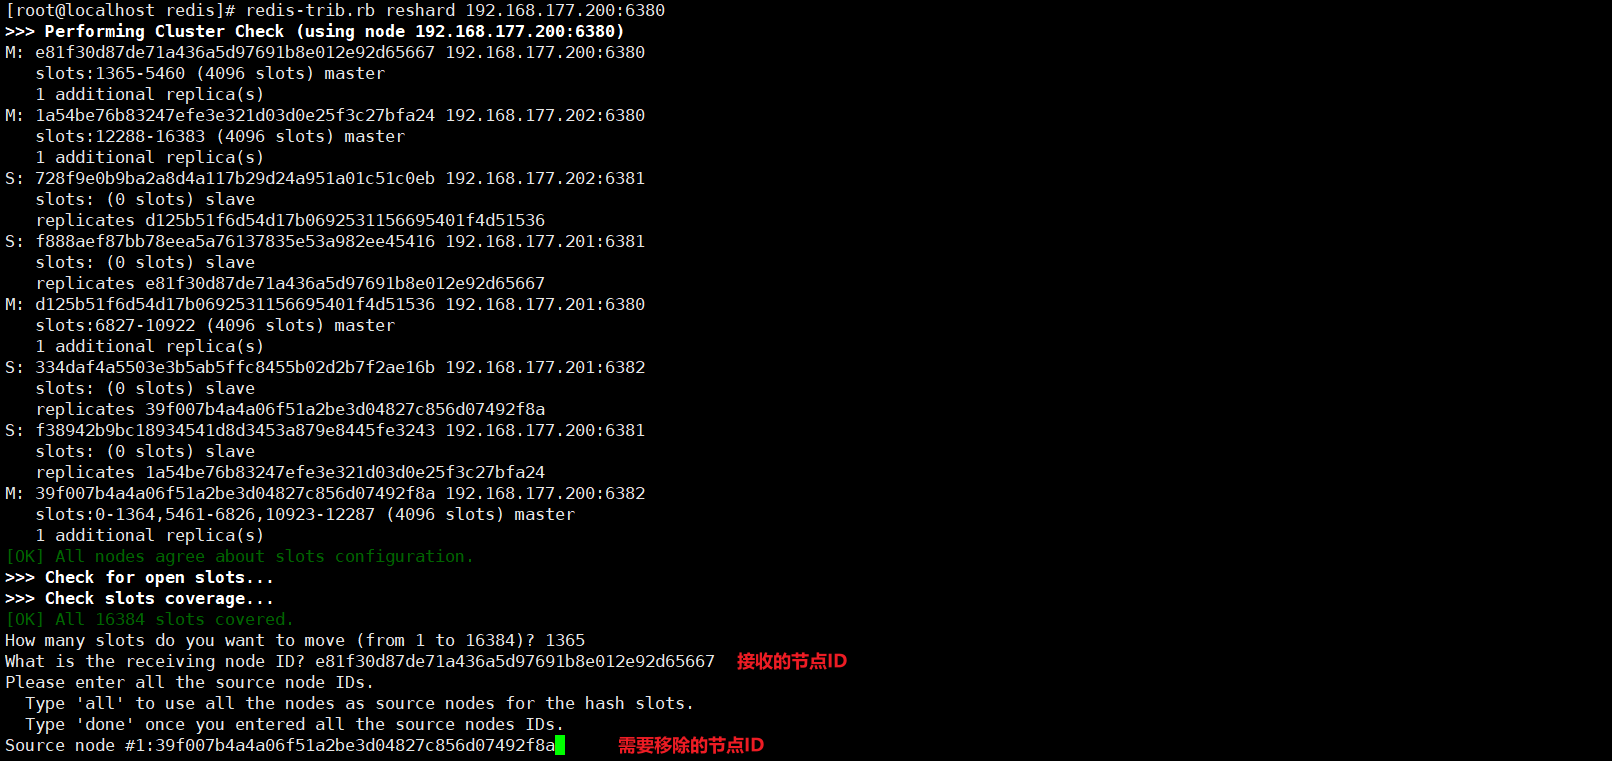 [root@localhost redis]# redis-trib.rb reshard 192.168.177.200:6380
>>> Performing Cluster Check (using node 192.168.177.200:6380)
M: e81f30d87de71a436a5d97691b8e012e92d65667 192.168.177.200:6380
   slots:1365-5460 (4096 slots) master
   1 additional replica(s)
M: 1a54be76b83247efe3e321d03d0e25f3c27bfa24 192.168.177.202:6380
   slots:12288-16383 (4096 slots) master
   1 additional replica(s)
S: 728f9e0b9ba2a8d4a117b29d24a951a01c51c0eb 192.168.177.202:6381
   slots: (0 slots) slave
   replicates d125b51f6d54d17b0692531156695401f4d51536
S: f888aef87bb78eea5a76137835e53a982ee45416 192.168.177.201:6381
   slots: (0 slots) slave
   replicates e81f30d87de71a436a5d97691b8e012e92d65667
M: d125b51f6d54d17b0692531156695401f4d51536 192.168.177.201:6380
   slots:6827-10922 (4096 slots) master
   1 additional replica(s)
S: 334daf4a5503e3b5ab5ffc8455b02d2b7f2ae16b 192.168.177.201:6382
   slots: (0 slots) slave
   replicates 39f007b4a4a06f51a2be3d04827c856d07492f8a
S: f38942b9bc18934541d8d3453a879e8445fe3243 192.168.177.200:6381
   slots: (0 slots) slave
   replicates 1a54be76b83247efe3e321d03d0e25f3c27bfa24
M: 39f007b4a4a06f51a2be3d04827c856d07492f8a 192.168.177.200:6382
   slots:0-1364,5461-6826,10923-12287 (4096 slots) master
   1 additional replica(s)
[OK] All nodes agree about slots configuration.
>>> Check for open slots...
>>> Check slots coverage...
[OK] All 16384 slots covered.
How many slots do you want to move (from 1 to 16384)? 1365
What is the receiving node ID? e81f30d87de71a436a5d97691b8e012e92d65667 接收的节点ID
Please enter all the source node IDs.
  Type 'all' to use all the nodes as source nodes for the hash slots.
  Type 'done' once you entered all the source nodes IDs.
Source node #1:39f007b4a4a06f51a2be3d04827c856d07492f8a 需要移除的节点ID